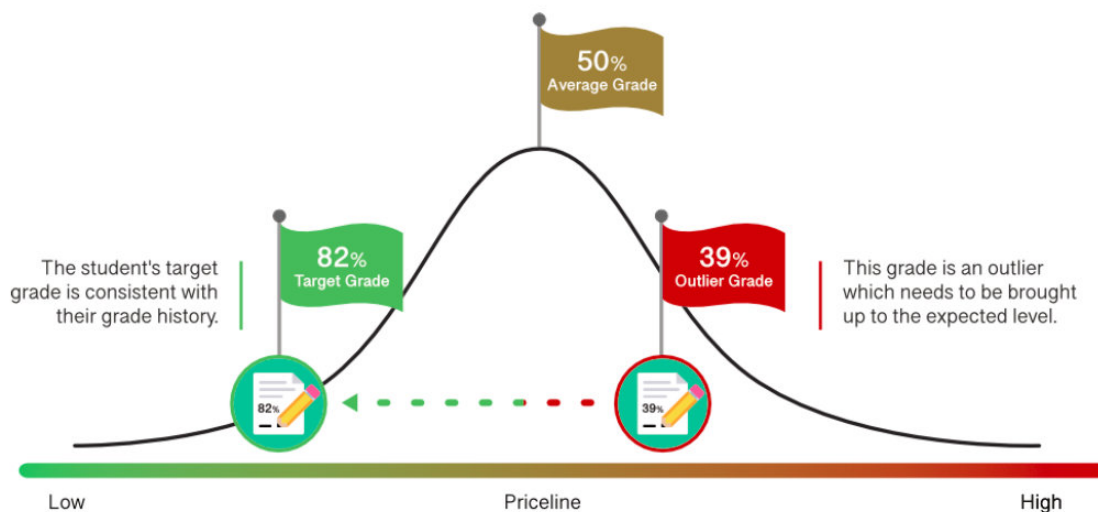 50%
Average Grade
82%
Target Grade
39%
Outlier Grade
The student's target
grade is consistent with
their grade history.
This grade is an outlier
which needs to be brought
up to the expected level.
82%
39%
Low
Priceline
High